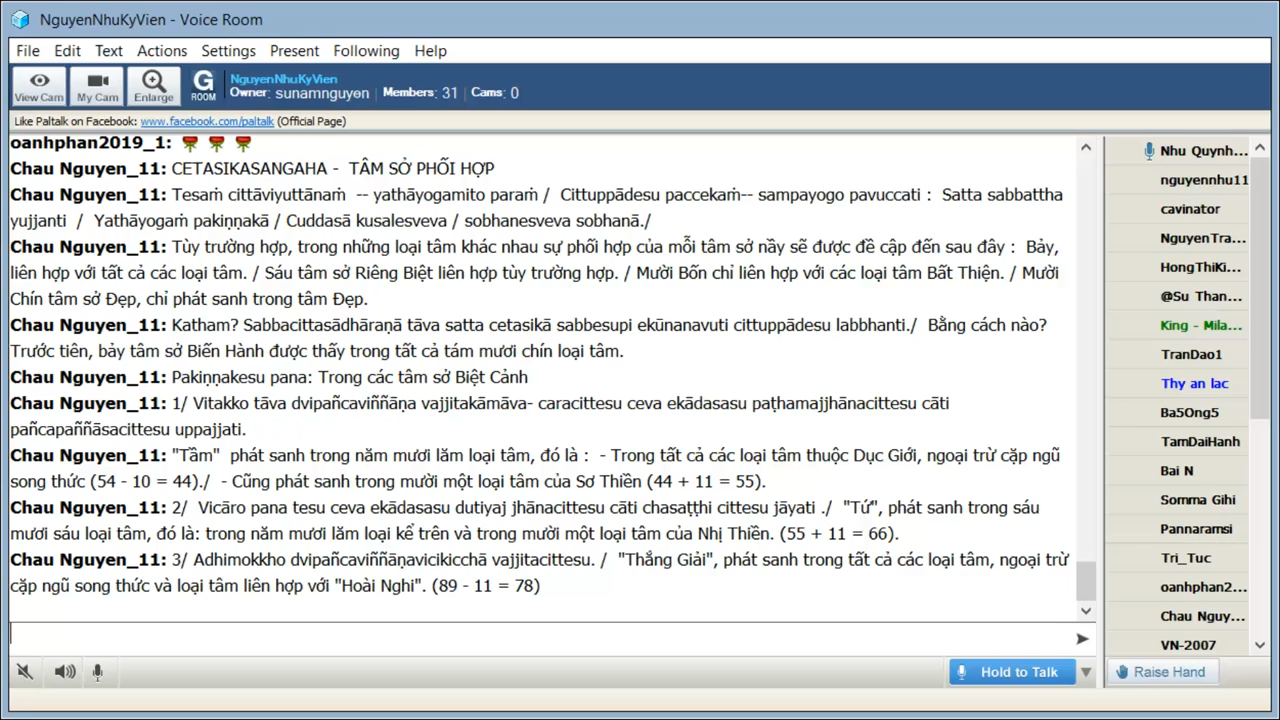 NguyenNhuKyVien - Voice Room
File Edit Text Actions Settings Present Following Help
View Cam My Cam Enlarge G ROOM
NguyenNhuKyVien
Owner: sunamnguyen | Members: 31 | Cams: 0
Like Paltalk on Facebook: www.facebook.com/paltalk (Official Page)
oanhphan2019_1:
Chau Nguyen_11: CETASIKASANGAHA - TÂM SỞ PHỐI HỢP
Chau Nguyen_11: Tesaṁ cittāviyuttānaṁ -- yathāyogamito paraṁ / Cittuppādesu paccekaṁ-- sampayogo pavuccati : Satta sabbattha
yujjanti / Yathāyogaṁ pakiṇṇakā / Cuddasā kusalesveva / sobhanesveva sobhanā./
Chau Nguyen_11: Tùy trường hợp, trong những loại tâm khác nhau sự phối hợp của mỗi tâm sở nầy sẽ được đề cập đến sau đây : Bảy,
liên hợp với tất cả các loại tâm. / Sáu tâm sở Riêng Biệt liên hợp tùy trường hợp. / Mười Bốn chỉ liên hợp với các loại tâm Bất Thiện. / Mười
Chín tâm sở Đẹp, chỉ phát sanh trong tâm Đẹp.
Chau Nguyen_11: Katham? Sabbacittasādhāraṇā tāva satta cetasikā sabbesupi ekūnanavuti cittuppādesu labbhanti./ Bằng cách nào?
Trước tiên, bảy tâm sở Biến Hành được thấy trong tất cả tám mươi chín loại tâm.
Chau Nguyen_11: Pakiṇṇakesu pana: Trong các tâm sở Biệt Cảnh
Chau Nguyen_11: 1/ Vitakko tāva dvipañcaviññāṇa vajjitakāmāva- caracittesu ceva ekādasasu paṭhamajjhānacittesu cāti
pañcapaññāsacittesu uppajjati.
Chau Nguyen_11: "Tầm" phát sanh trong năm mươi lăm loại tâm, đó là : - Trong tất cả các loại tâm thuộc Dục Giới, ngoại trừ cặp ngũ
song thức (54 - 10 = 44)./ - Cũng phát sanh trong mười một loại tâm của Sơ Thiền (44 + 11 = 55).
Chau Nguyen_11: 2/ Vicāro pana tesu ceva ekādasasu dutiyaj jhānacittesu cāti chasaṭṭhi cittesu jāyati ./ "Tứ", phát sanh trong sáu
mươi sáu loại tâm, đó là: trong năm mươi lăm loại kể trên và trong mười một loại tâm của Nhị Thiền. (55 + 11 = 66).
Chau Nguyen_11: 3/ Adhimokkho dvipañcaviññāṇavicikicchā vajjitacittesu. / "Thắng Giải", phát sanh trong tất cả các loại tâm, ngoại trừ
cặp ngũ song thức và loại tâm liên hợp với "Hoài Nghi". (89 - 11 = 78)
Nhu Quynh...
nguyennhu11
cavinator
NguyenTra...
HongThiKi...
@Su Than...
King - Mila...
TranDao1
Thy an lac
Ba5Ong5
TamDaiHanh
Bai N
Somma Gihi
Pannaramsi
Tri_Tuc
oanhphan2...
Chau Nguy...
VN-2007
Hold to Talk
Raise Hand